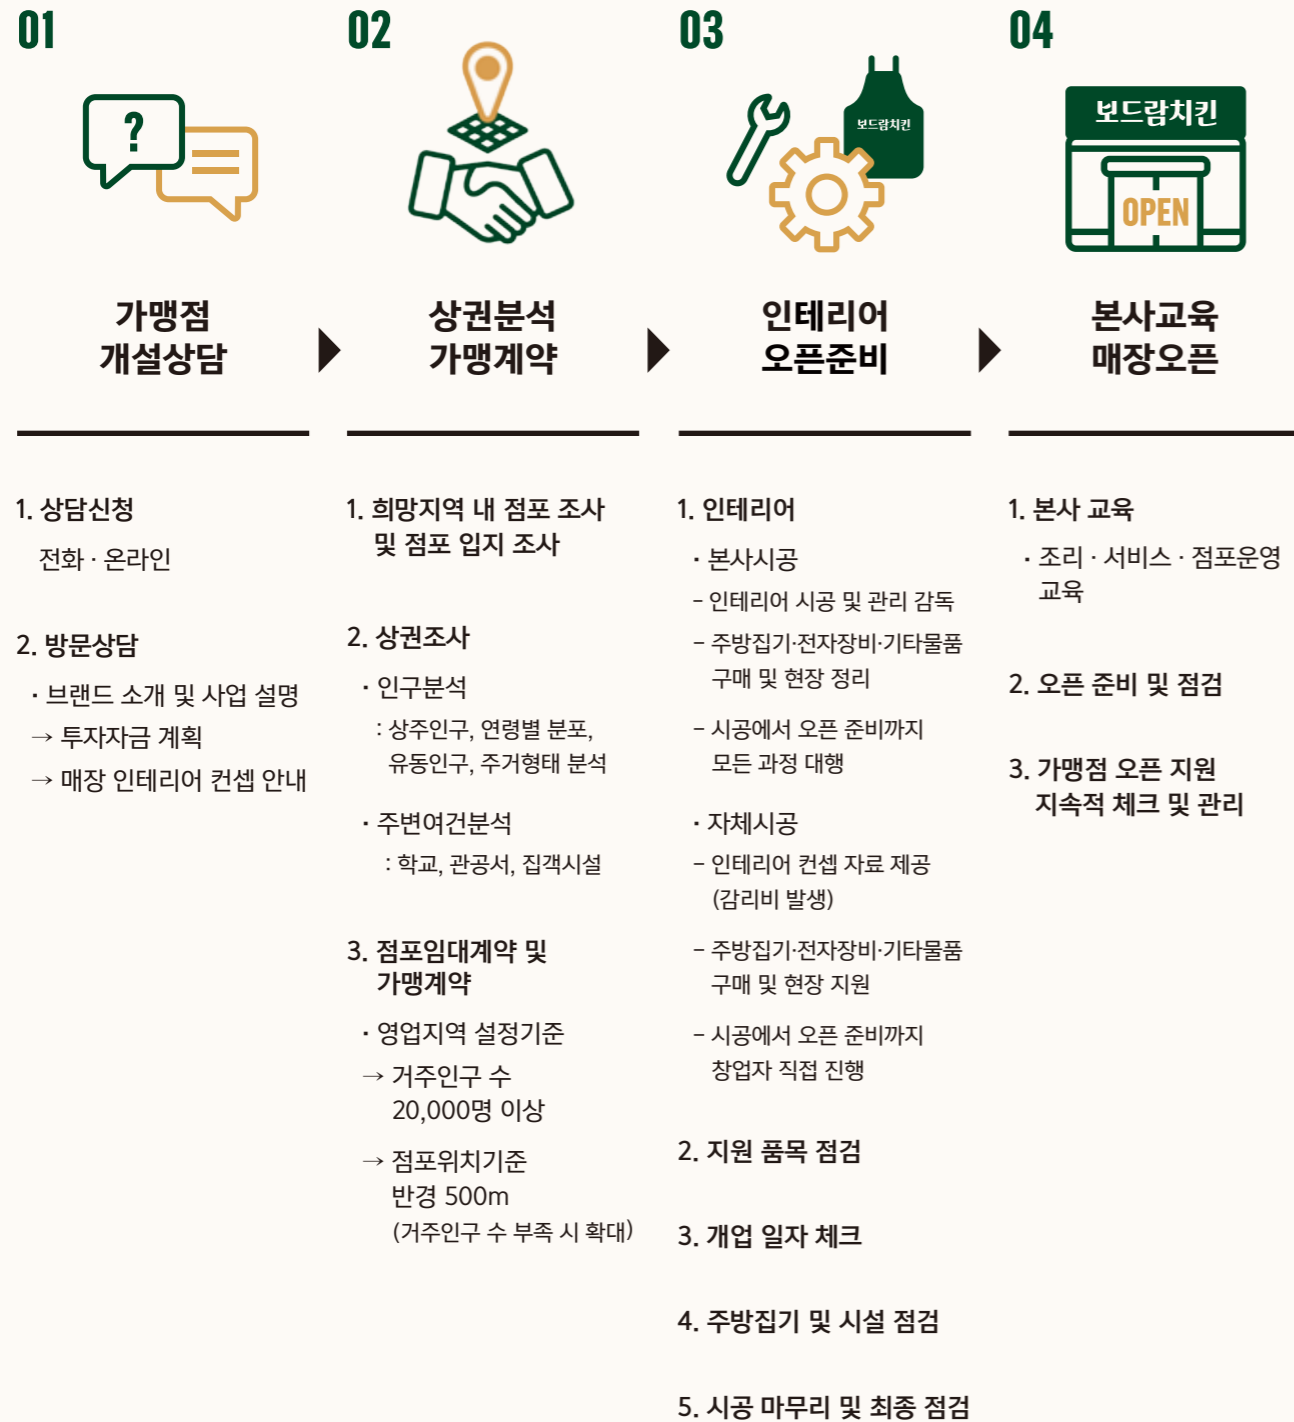 01
?
가맹점
개설상담
1. 상담신청
전화 · 온라인
2. 방문상담
· 브랜드 소개 및 사업 설명
→ 투자자금 계획
→ 매장 인테리어 컨셉 안내
02
상권분석
가맹계약
1. 희망지역 내 점포 조사
및 점포 입지 조사
2. 상권조사
· 인구분석
: 상주인구, 연령별 분포,
유동인구, 주거형태 분석
· 주변여건분석
: 학교, 관공서, 집객시설
3. 점포임대계약 및
가맹계약
· 영업지역 설정기준
→ 거주인구 수
20,000명 이상
→ 점포위치기준
반경 500m
(거주인구 수 부족 시 확대)
03
보드람치킨
인테리어
오픈준비
1. 인테리어
· 본사시공
- 인테리어 시공 및 관리 감독
- 주방집기·전자장비·기타물품
구매 및 현장 정리
- 시공에서 오픈 준비까지
모든 과정 대행
· 자체시공
- 인테리어 컨셉 자료 제공
(감리비 발생)
- 주방집기·전자장비·기타물품
구매 및 현장 지원
- 시공에서 오픈 준비까지
창업자 직접 진행
2. 지원 품목 점검
3. 개업 일자 체크
4. 주방집기 및 시설 점검
5. 시공 마무리 및 최종 점검
04
보드람치킨
OPEN
본사교육
매장오픈
1. 본사 교육
· 조리 · 서비스 · 점포운영
교육
2. 오픈 준비 및 점검
3. 가맹점 오픈 지원
지속적 체크 및 관리